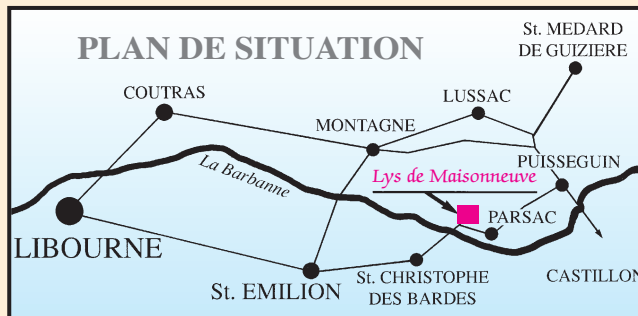 PLAN DE SITUATION
St. MEDARD
DE GUIZIERE
COUTRAS
LUSSAC
MONTAGNE
La Barbanne
Lys de Maisonneuve
PUISSEGUIN
PARSAC
LIBOURNE
St. EMILION
St. CHRISTOPHE
DES BARDES
CASTILLON